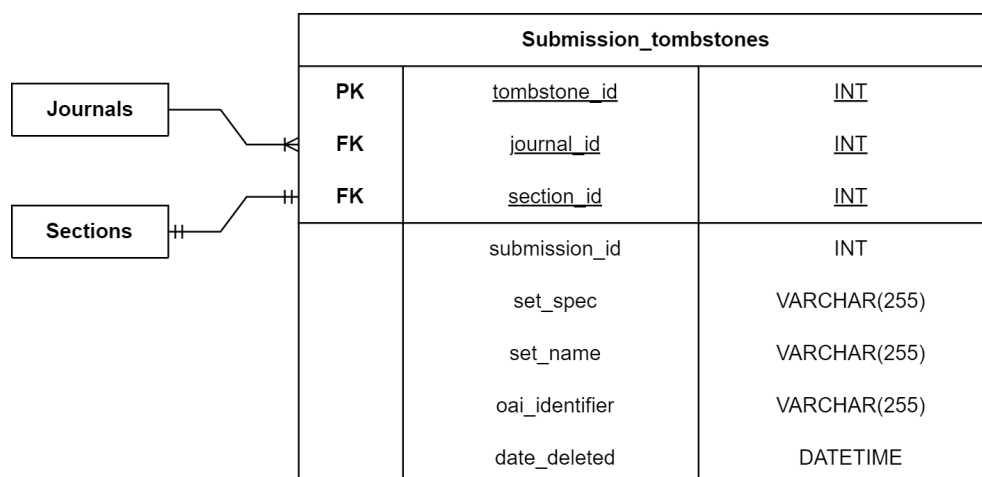 Submission_tombstones
Journals
Sections
PK tombstone_id INT
FK journal_id INT
FK section_id INT
submission_id INT
set_spec VARCHAR(255)
set_name VARCHAR(255)
oai_identifier VARCHAR(255)
date_deleted DATETIME